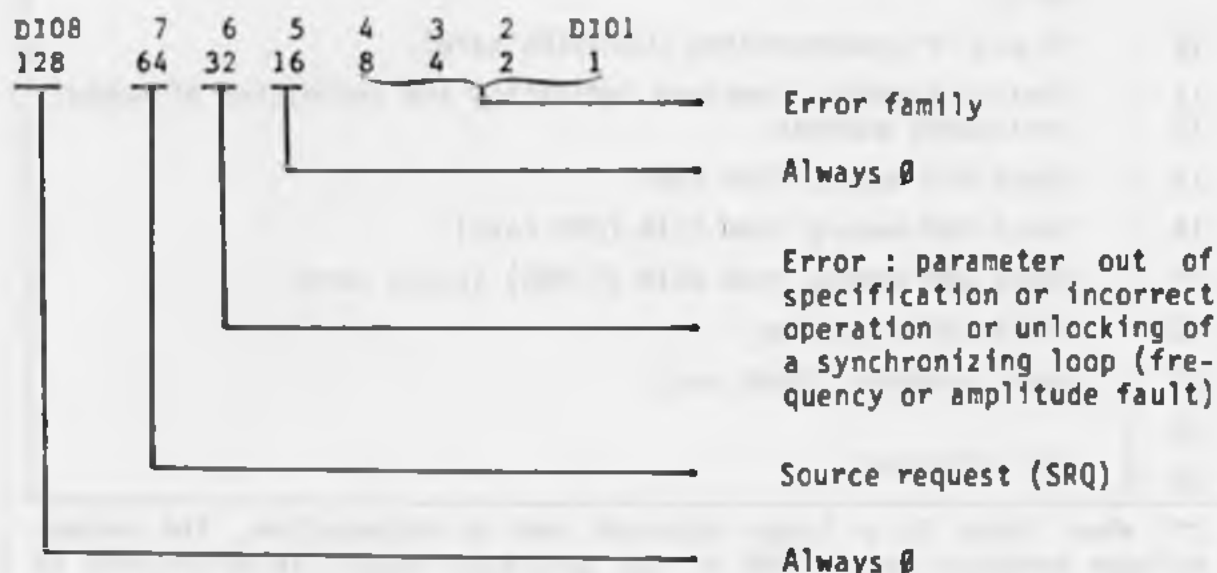 DIO8 7 6 5 4 3 2 DIO1
128 64 32 16 8 4 2 1
Error family
Always Ø
Error : parameter out of
specification or incorrect
operation or unlocking of
a synchronizing loop (fre-
quency or amplitude fault)
Source request (SRQ)
Always Ø